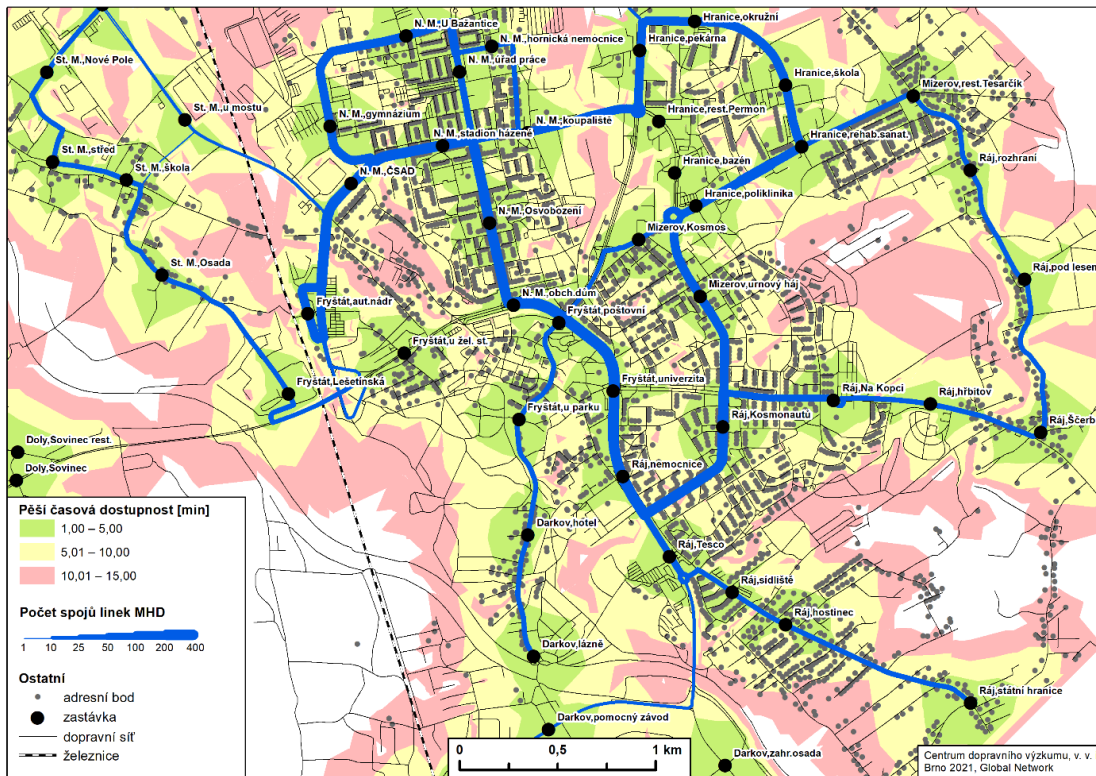 N. M.,U Bažantice
Hranice,okružní
N. M.,hornická nemocnice
Hranice,pekárna
N. M.,úřad práce
St. M.,Nové Pole
Hranice,škola
Mizerov,rest.Tesarčík
St. M.,u mostu
N. M.,gymnázium
Hranice,rest.Permon
N. M.,koupaliště
N. M.,stadion házené
Hranice,rehab.sanat.
St. M.,střed
Hranice,bazén
Ráj,rozhraní
St. M.,škola
N. M.,ČSAD
Hranice,poliklinika
N. M.,Osvobození
Mizerov,Kosmos
St. M.,Osada
Ráj,pod lesem
Mizerov,urnový háj
Fryštát,aut.nádr
N. M.,obch.dům
Fryštát,poštovní
Fryštát,u žel. st.
Fryštát,Lešetínská
Fryštát,univerzita
Ráj,Na Kopci
Ráj,hřbitov
Fryštát,u parku
Ráj,Kosmonautů
Ráj,Ščerb
Doly,Sovinec rest.
Doly,Sovinec
Ráj,nemocnice
Darkov,hotel
Ráj,Tesco
Ráj,sídliště
Ráj,hostinec
Darkov,lázně
Ráj,státní hranice
Darkov,pomocný závod
Darkov,zahr.osada
Pěší časová dostupnost [min]
1,00 – 5,00
5,01 – 10,00
10,01 – 15,00
Počet spojů linek MHD
1 10 25 50 100 200 400
Ostatní
adresní bod
zastávka
dopravní síť
železnice
0 0,5 1 km
Centrum dopravního výzkumu, v. v.
Brno 2021, Global Network